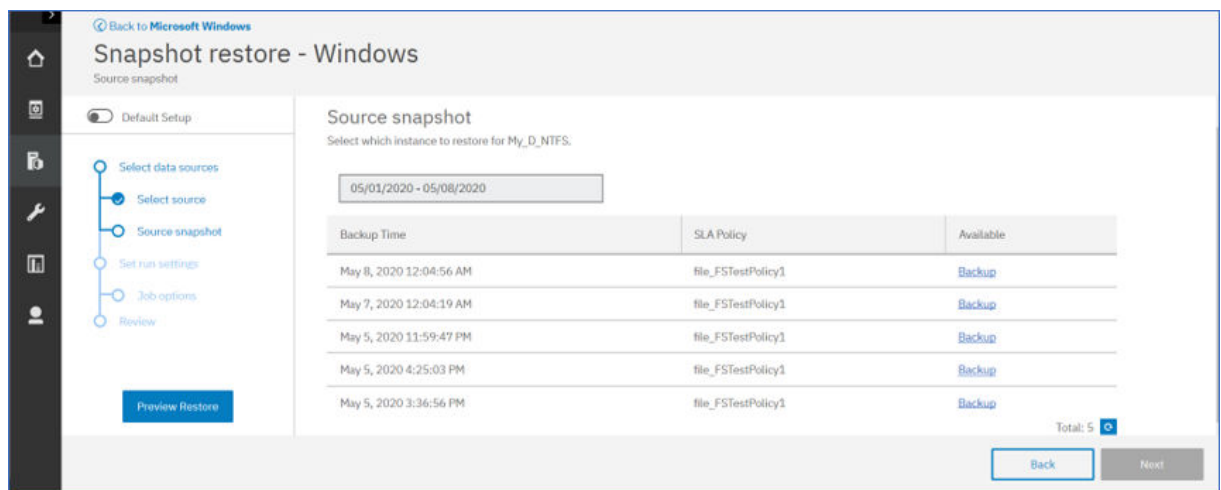 Back to Microsoft Windows
Snapshot restore - Windows
Source snapshot
Default Setup
Select data sources
Select source
Source snapshot
Set run settings
Job options
Review
Preview Restore
Source snapshot
Select which instance to restore for My_D_NTFS.
05/01/2020 - 05/08/2020
Backup Time SLA Policy Available
May 8, 2020 12:04:56 AM file_FSTestPolicy1 Backup
May 7, 2020 12:04:19 AM file_FSTestPolicy1 Backup
May 5, 2020 11:59:47 PM file_FSTestPolicy1 Backup
May 5, 2020 4:25:03 PM file_FSTestPolicy1 Backup
May 5, 2020 3:36:56 PM file_FSTestPolicy1 Backup
Total: 5
Back Next